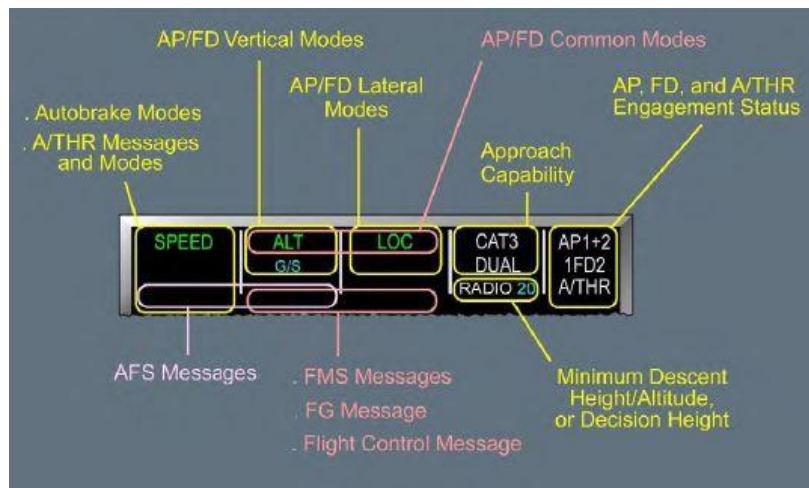 AP/FD Vertical Modes
AP/FD Common Modes
AP/FD Lateral
Modes
AP, FD, and A/THR
Engagement Status
. Autobrake Modes
. A/THR Messages
and Modes
Approach
Capability
SPEED
ALT
G/S
LOC
CAT3
DUAL
RADIO 20
AP1+2
1FD2
A/THR
AFS Messages
. FMS Messages
. FG Message
. Flight Control Message
Minimum Descent
Height/Altitude,
or Decision Height